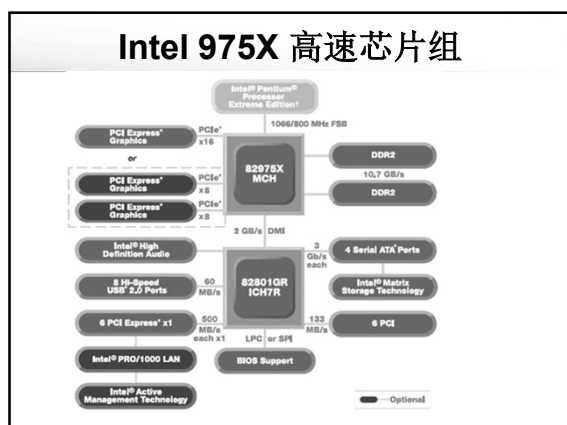 Intel 975X 高速芯片组
Intel® Pentium®
Processor
Extreme Edition†
1066/800 MHz FSB
PCI Express*
Graphics
PCIe*
x16
or
PCI Express*
Graphics
PCIe*
x8
PCI Express*
Graphics
PCIe*
x8
82975X
MCH
DDR2
10.7 GB/s
DDR2
2 GB/s DMI
Intel® High
Definition Audio
3
Gb/s
each
4 Serial ATA* Ports
8 Hi-Speed
USB* 2.0 Ports
60
MB/s
82801GR
ICH7R
Intel® Matrix
Storage Technology
6 PCI Express* x1
500
MB/s
each x1
133
MB/s
6 PCI
LPC or SPI
Intel® PRO/1000 LAN
BIOS Support
Intel® Active
Management Technology
Optional